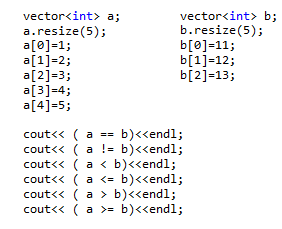 vector<int> a;
a.resize(5);
a[0]=1;
a[1]=2;
a[2]=3;
a[3]=4;
a[4]=5;
vector<int> b;
b.resize(5);
b[0]=11;
b[1]=12;
b[2]=13;
cout<< ( a == b)<<endl;
cout<< ( a != b)<<endl;
cout<< ( a < b)<<endl;
cout<< ( a <= b)<<endl;
cout<< ( a > b)<<endl;
cout<< ( a >= b)<<endl;